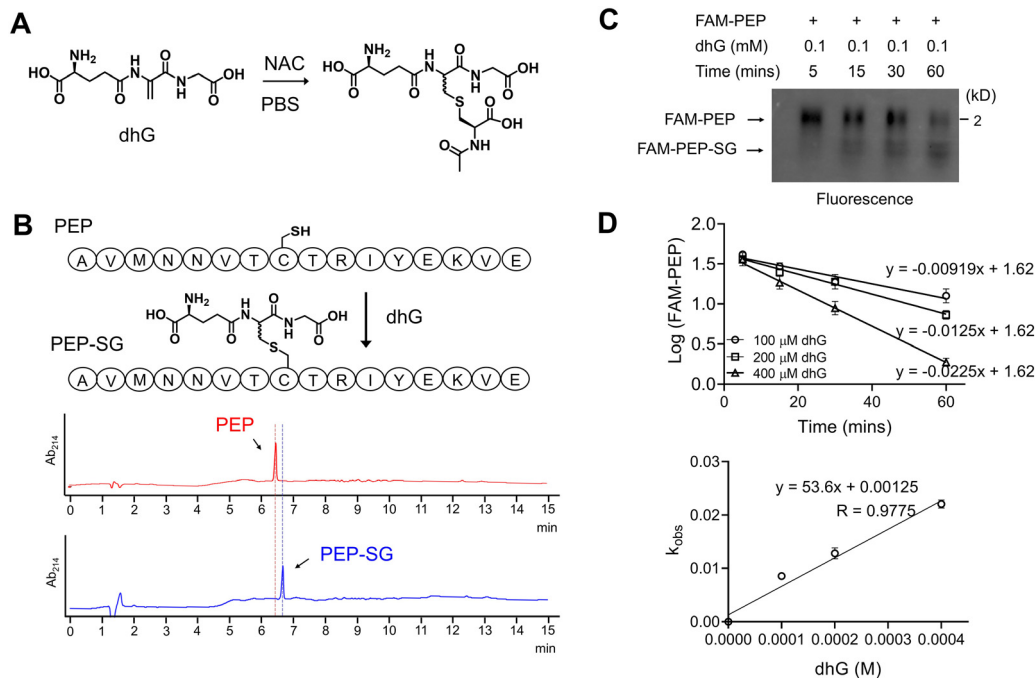 A
NH2
HO
O
O
H
N
O
N
H
O
OH
dhG
NAC
PBS
NH2
HO
O
O
H
N
O
N
H
O
OH
S
O
OH
NH
O
B
PEP
SH
A V M N N V T C T R I Y E K V E
NH2
HO
O
O
H
N
O
N
H
O
OH
S
dhG
PEP-SG
A V M N N V T C T R I Y E K V E
PEP
Ab214
0 1 2 3 4 5 6 7 8 9 10 11 12 13 14 15
min
PEP-SG
Ab214
0 1 2 3 4 5 6 7 8 9 10 11 12 13 14 15
min
C
FAM-PEP + + + +
dhG (mM) 0.1 0.1 0.1 0.1
Time (mins) 5 15 30 60
(kD)
FAM-PEP
2
FAM-PEP-SG
Fluorescence
D
Log (FAM-PEP)
2.0
1.5
1.0
0.5
0.0
y = -0.00919x + 1.62
y = -0.0125x + 1.62
y = -0.0225x + 1.62
100 μM dhG
200 μM dhG
400 μM dhG
0 20 40 60
Time (mins)
kobs
0.03
0.02
0.01
0.00
y = 53.6x + 0.00125
R = 0.9775
0.0000 0.0001 0.0002 0.0003 0.0004
dhG (M)